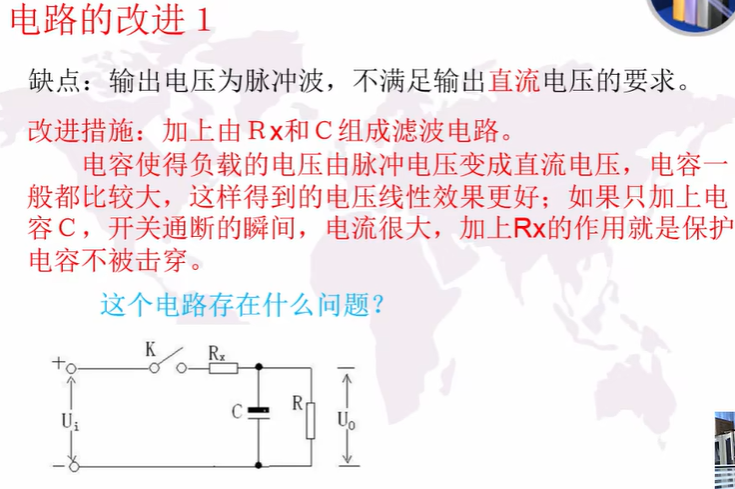 电路的改进 1
缺点：输出电压为脉冲波，不满足输出直流电压的要求。
改进措施：加上由Rx和C组成滤波电路。
电容使得负载的电压由脉冲电压变成直流电压，电容一
般都比较大，这样得到的电压线性效果更好；如果只加上电
容C，开关通断的瞬间，电流很大，加上Rx的作用就是保护
电容不被击穿。
这个电路存在什么问题？
K
Rx
+
C
R
Ui
U0
−